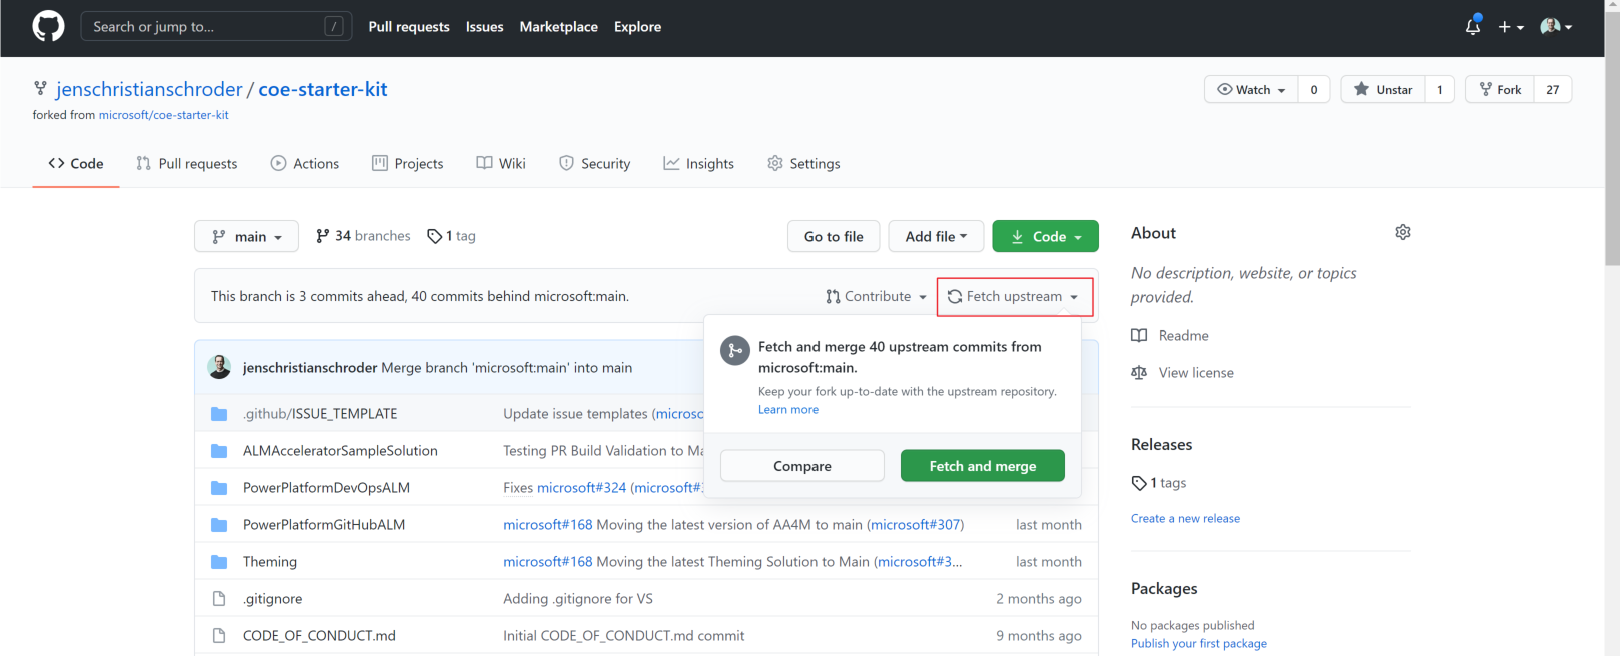 Search or jump to... /
Pull requests Issues Marketplace Explore
jenschristianschroder / coe-starter-kit
forked from microsoft/coe-starter-kit
Watch 0 Unstar 1 Fork 27
Code Pull requests Actions Projects Wiki Security Insights Settings
main 34 branches 1 tag Go to file Add file Code
This branch is 3 commits ahead, 40 commits behind microsoft:main. Contribute Fetch upstream
Fetch and merge 40 upstream commits from
microsoft:main.
Keep your fork up-to-date with the upstream repository.
Learn more
Compare Fetch and merge
jenschristianschroder Merge branch 'microsoft:main' into main
.github/ISSUE_TEMPLATE Update issue templates (microsc
ALMAcceleratorSampleSolution Testing PR Build Validation to Ma
PowerPlatformDevOpsALM Fixes microsoft#324 (microsoft#
PowerPlatformGitHubALM microsoft#168 Moving the latest version of AA4M to main (microsoft#307) last month
Theming microsoft#168 Moving the latest Theming Solution to Main (microsoft#3... last month
.gitignore Adding .gitignore for VS 2 months ago
CODE_OF_CONDUCT.md Initial CODE_OF_CONDUCT.md commit 9 months ago
About
No description, website, or topics
provided.
Readme
View license
Releases
1 tags
Create a new release
Packages
No packages published
Publish your first package